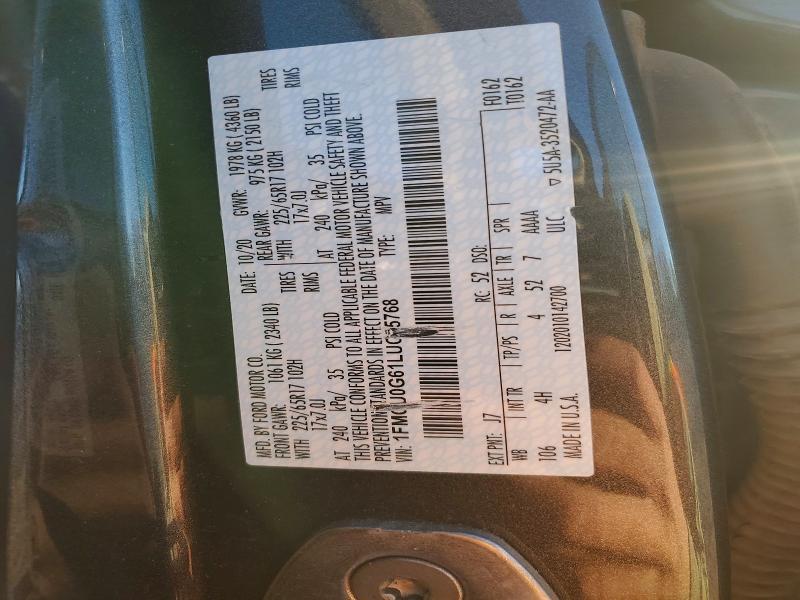 MFD. BY FORD MOTOR CO.
DATE: 10/20 GVWR: 1978 KG ( 4360 LB)
FRONT GAWR: 1061 KG ( 2340 LB) REAR GAWR: 975 KG ( 2150 LB)
WITH 225/65R17 102H TIRES WITH 225/65R17 102H TIRES
17x7.0J RIMS 17x7.0J RIMS
AT 240 kPa/ 35 PSI COLD AT 240 kPa/ 35 PSI COLD
THIS VEHICLE CONFORMS TO ALL APPLICABLE FEDERAL MOTOR VEHICLE SAFETY AND THEFT
PREVENTION STANDARDS IN EFFECT ON THE DATE OF MANUFACTURE SHOWN ABOVE.
VIN: TYPE: MPV
F0162
T0162
EXT PNT: J7 RC: 52 DSO:
WB INT TR TP/PS R AXLE TR SPR
106 4H 4 52 7 AAAA
MADE IN U.S.A. 1202010142700 ULC ▽ 5U5A-3520472-AA